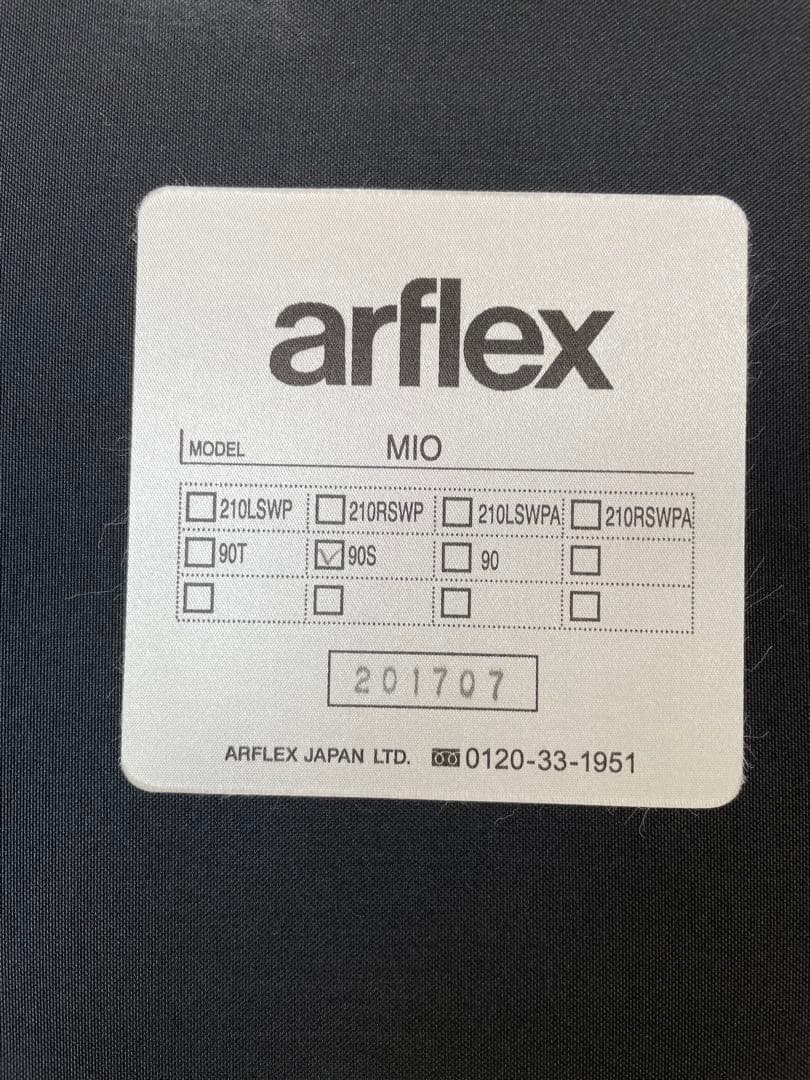 arflex
MODEL MIO
☐ 210LSWP ☐ 210RSWP ☐ 210LSWPA ☐ 210RSWPA
☐ 90T ☑ 90S ☐ 90 ☐
☐ ☐ ☐ ☐
201707
ARFLEX JAPAN LTD. 0120-33-1951